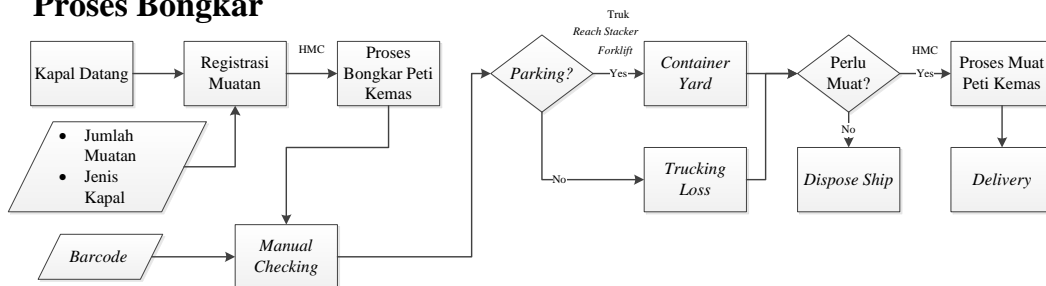 Proses Bongkar
Kapal Datang
Registrasi
Muatan
HMC
Proses
Bongkar Peti
Kemas
• Jumlah
Muatan
• Jenis
Kapal
Barcode
Manual
Checking
Parking?
Truk
Reach Stacker
Forklift
Yes
Container
Yard
No
Trucking
Loss
Perlu
Muat?
HMC
Yes
Proses Muat
Peti Kemas
No
Dispose Ship
Delivery